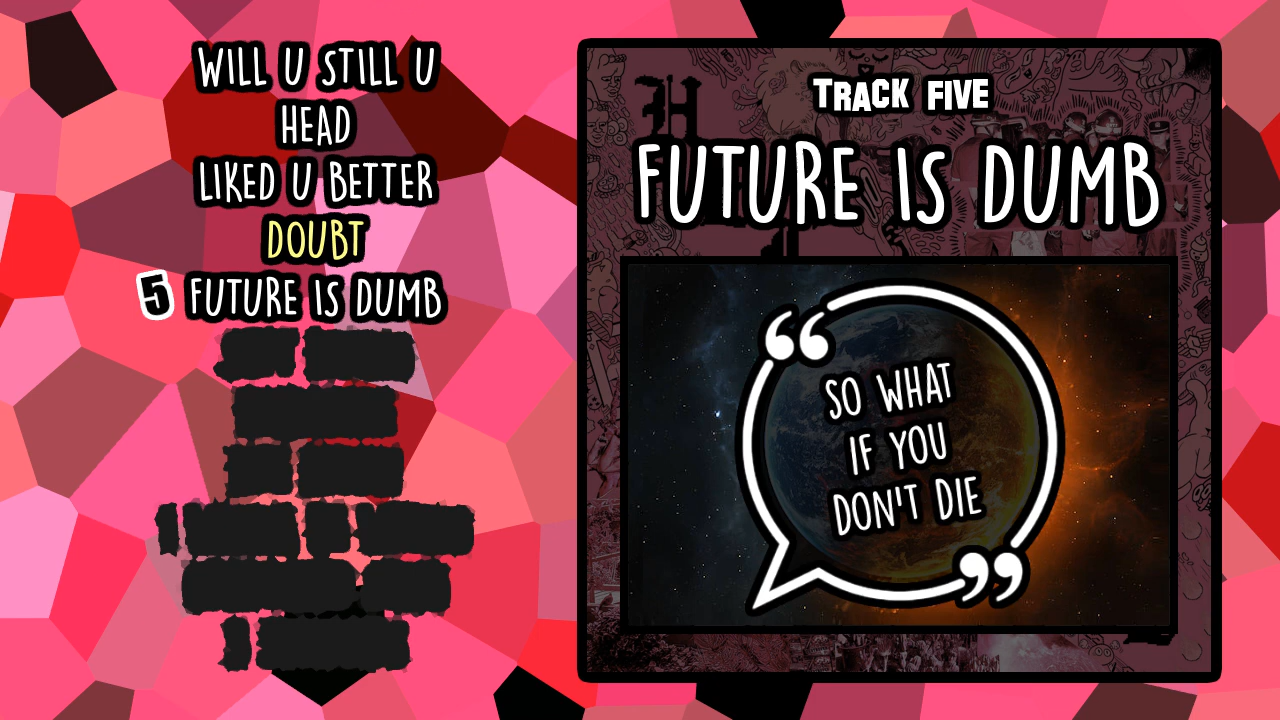 WILL U STILL U
HEAD
LIKED U BETTER
DOUBT
5 FUTURE IS DUMB
TRACK FIVE
FUTURE IS DUMB
“SO WHAT
IF YOU
DON'T DIE”